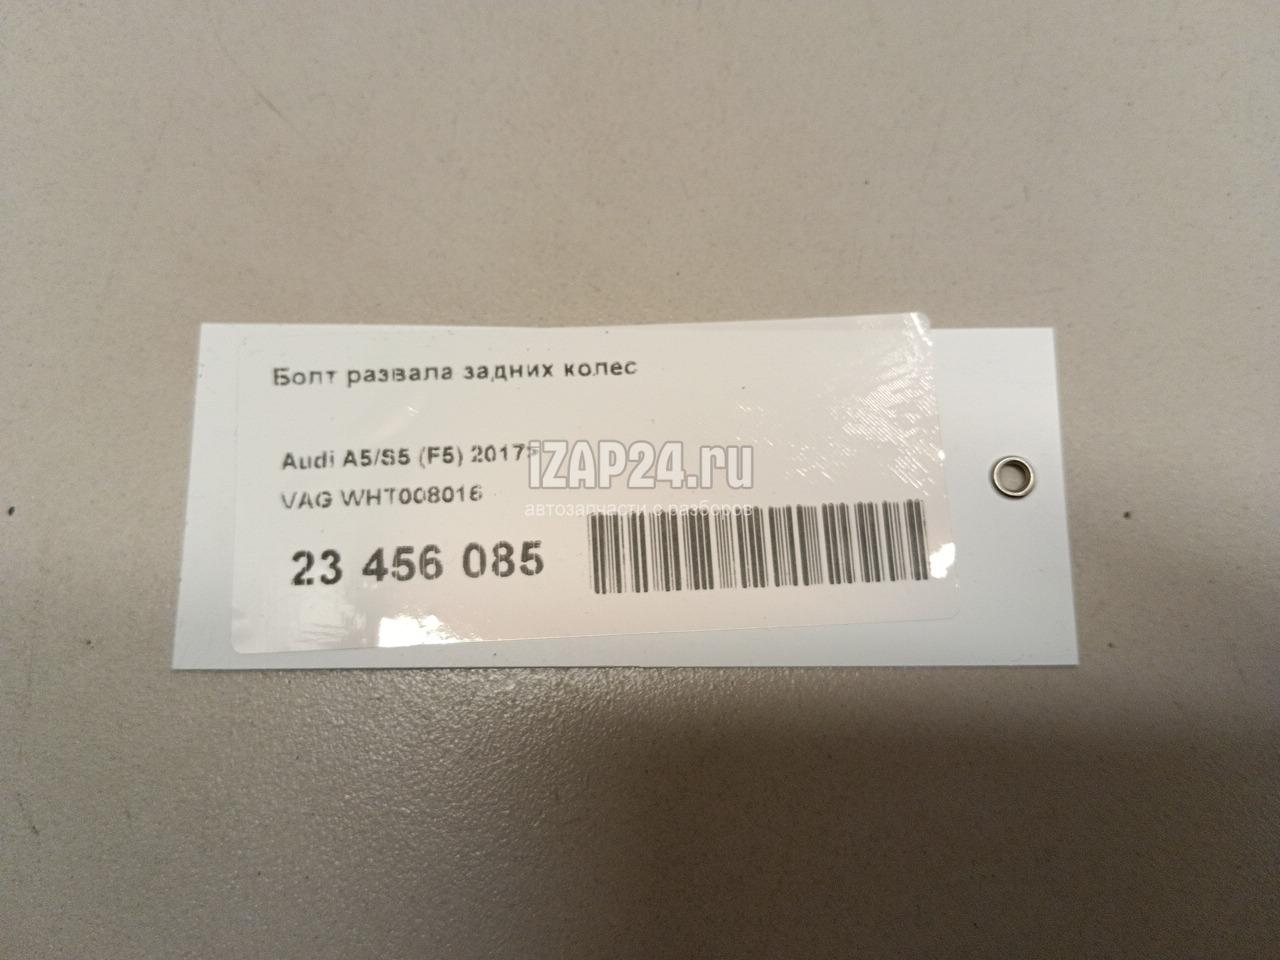 Болт развала задних колес
Audi A5/S5 (F5) 2017>
iZAP24.ru
VAG WHT008016
автозапчасти с разборов
23 456 085